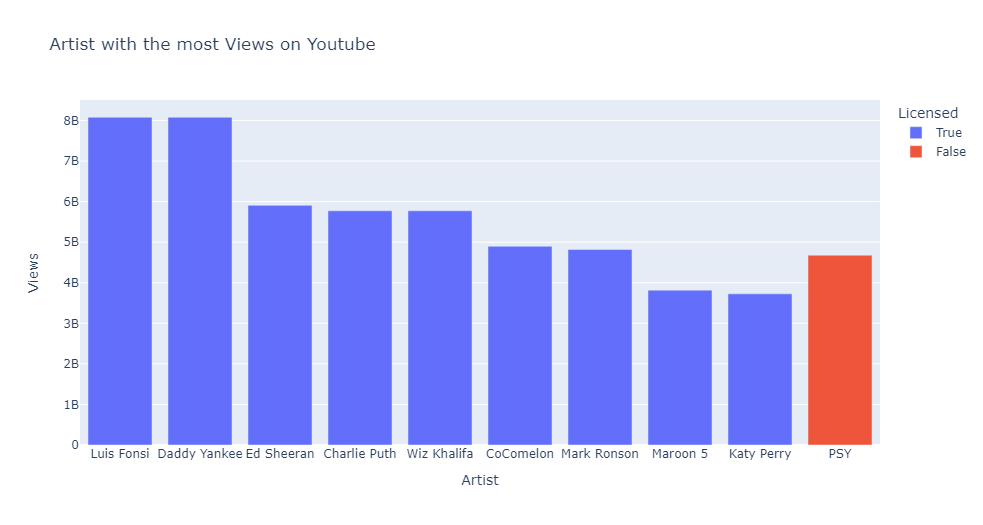 Artist with the most Views on Youtube
Licensed
True
False
8B
7B
6B
5B
4B
3B
2B
1B
0
Views
Luis Fonsi Daddy Yankee Ed Sheeran Charlie Puth Wiz Khalifa CoComelon Mark Ronson Maroon 5 Katy Perry PSY
Artist